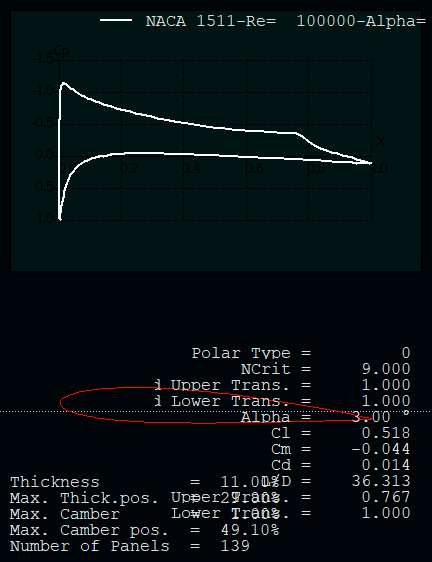 NACA 1511-Re=  100000-Alpha=
Cp
-1.5
-1.0
-0.5
0.0
0.5
1.0
0.2
0.4
0.6
0.8
1.0
X
Polar Type =    0
NCrit =    9.000
Upper Trans. =    1.000
Lower Trans. =    1.000
Alpha =    3.00 °
Cl =    0.518
Cm =    -0.044
Cd =    0.014
L/D =    36.313
Upper Trans. =    0.767
Lower Trans. =    1.000
Thickness    =  11.00%
Max. Thick.pos.  =
Max. Camber    =
Max. Camber pos.  =  49.10%
Number of Panels  =  139